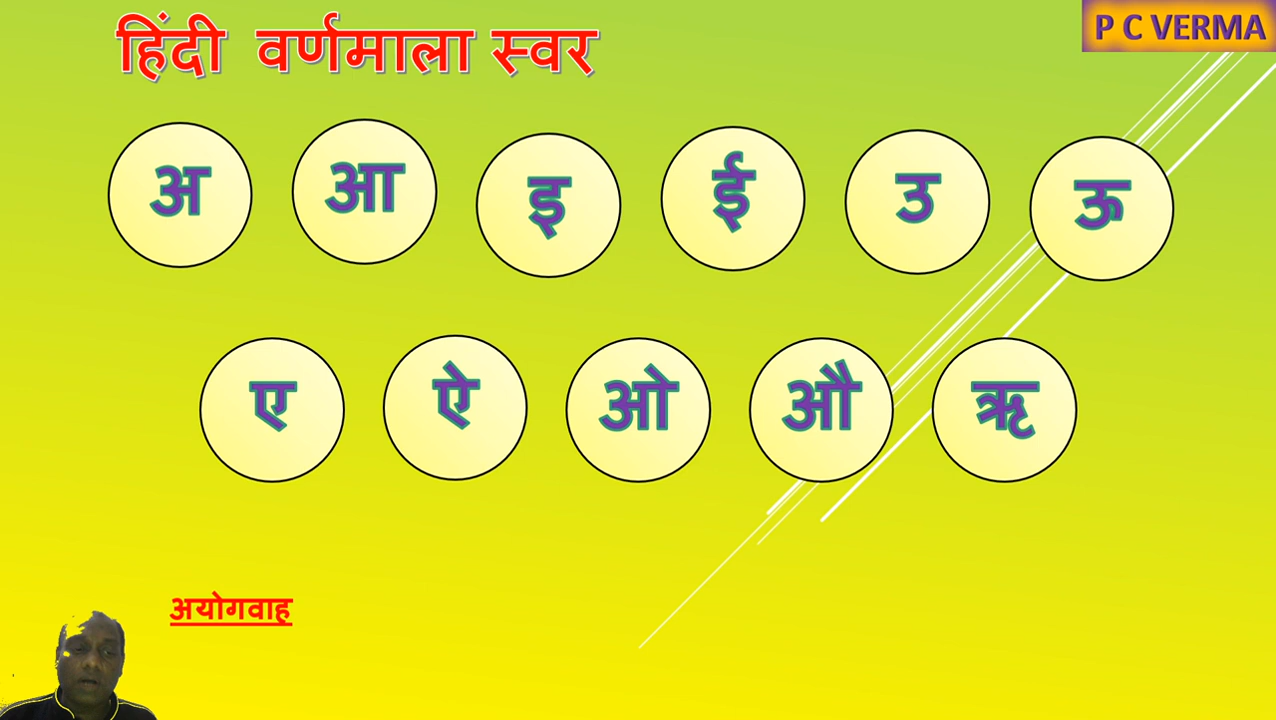 हिंदी वर्णमाला स्वर
P C VERMA
अ आ इ ई उ ऊ
ए ऐ ओ औ ऋ
अयोगवाह